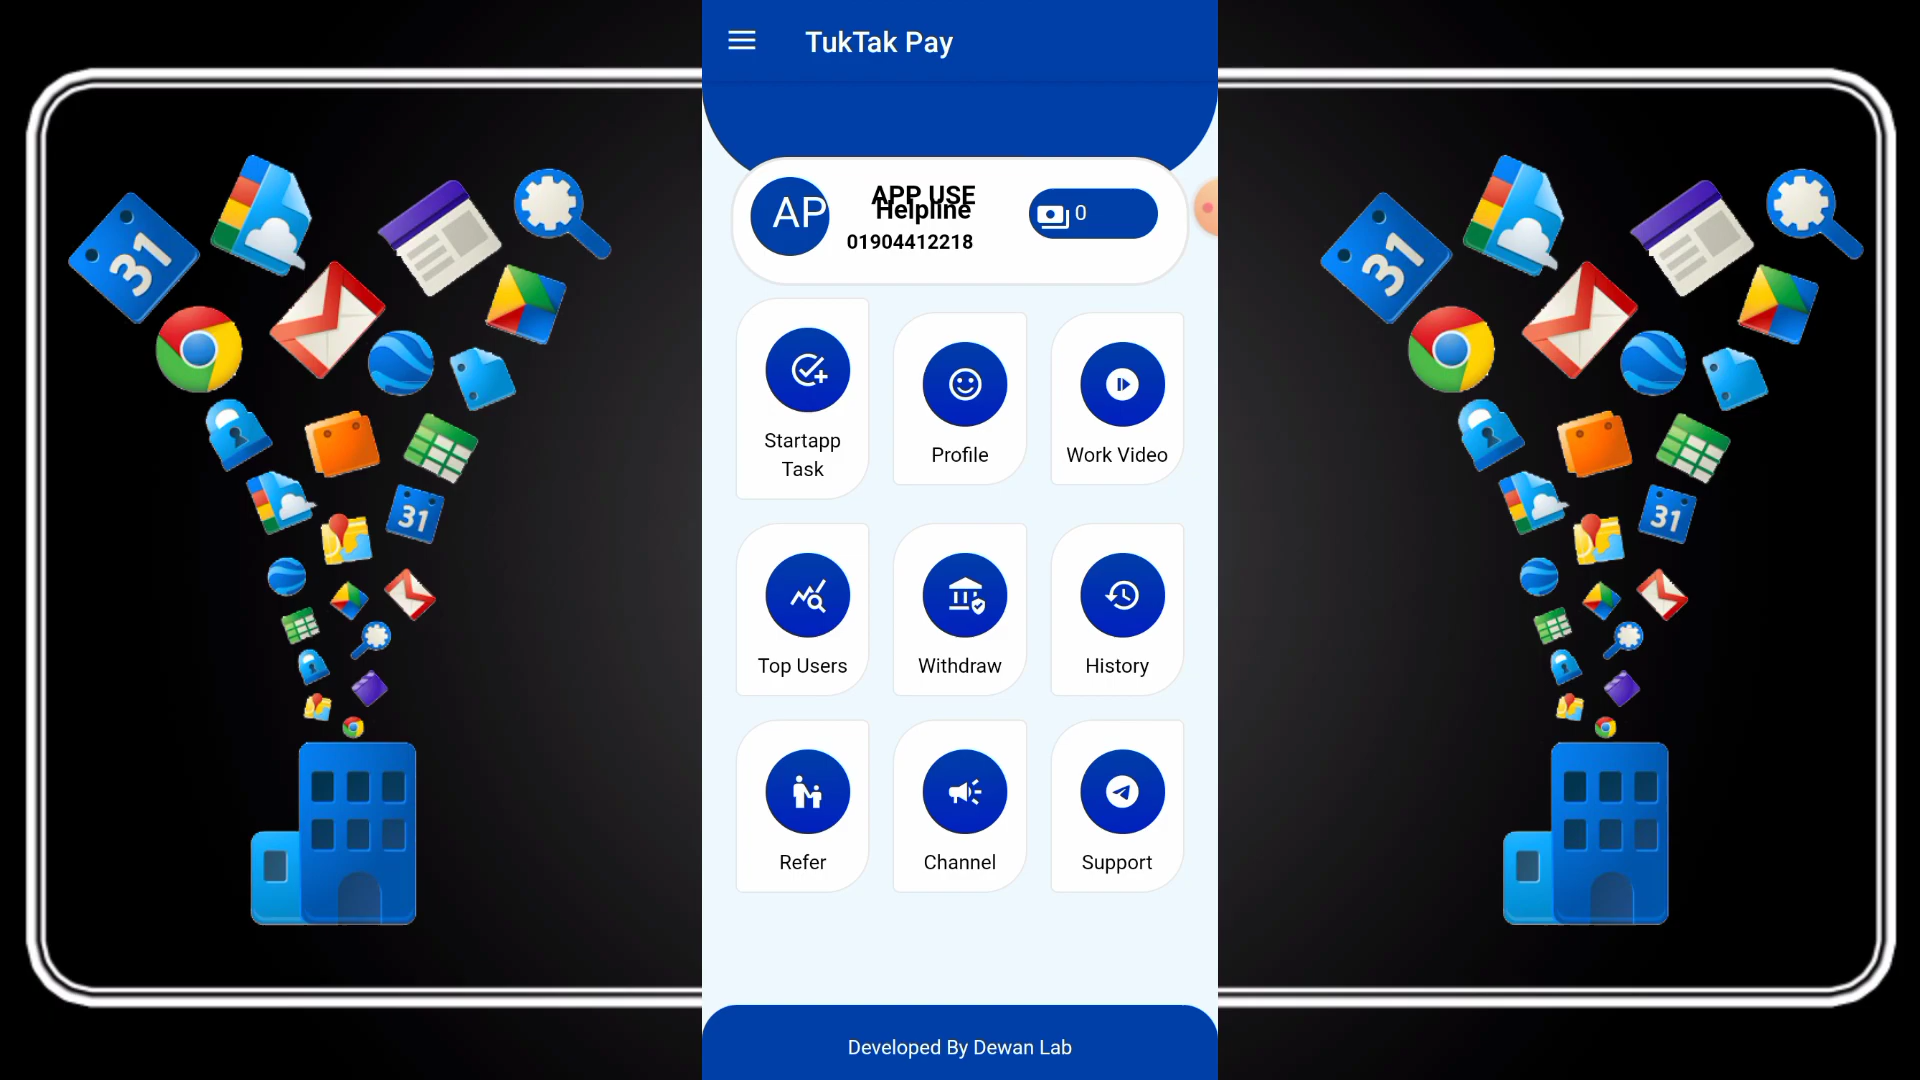 TukTak Pay
AP
APP USE
Helpline
01904412218
0
Startapp
Task
Profile
Work Video
Top Users
Withdraw
History
Refer
Channel
Support
Developed By Dewan Lab
31
31
31
31